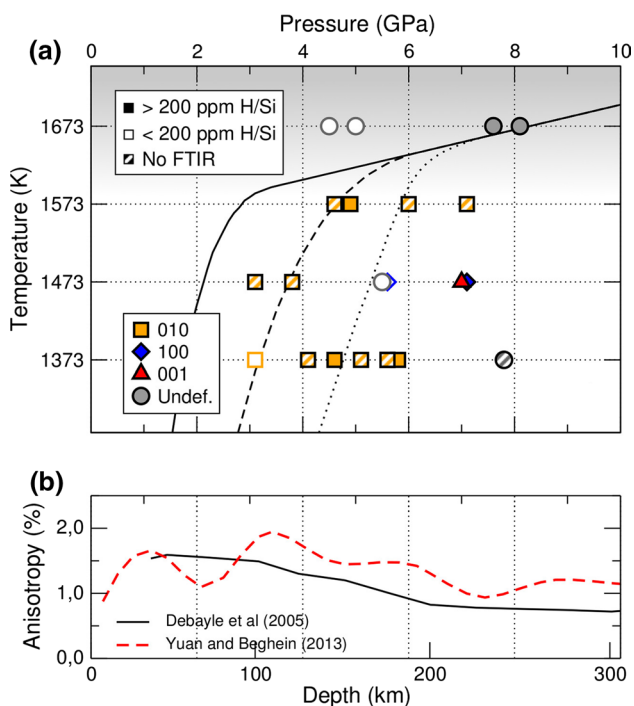 Pressure (GPa)
(a)
0 2 4 6 8 10
> 200 ppm H/Si
< 200 ppm H/Si
No FTIR
Temperature (K)
1673
1573
1473
1373
010
100
001
Undef.
(b)
Anisotropy (%)
2,0
1,0
0,0
Debayle et al (2005)
Yuan and Beghein (2013)
0 100 200 300
Depth (km)